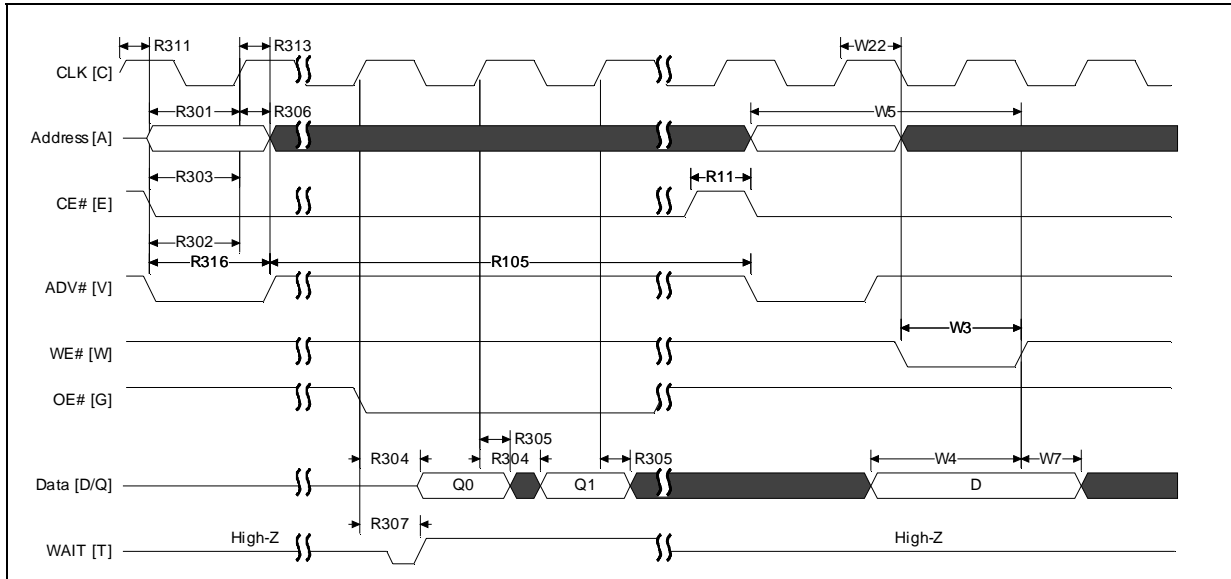 R311 R313 W22
CLK [C]
R301 R306 W5
Address [A]
R303 R11
CE# [E]
R302
R316 R105
ADV# [V]
W3
WE# [W]
OE# [G]
R305
R304 R304 R305 W4 W7
Data [D/Q] Q0 Q1 D
R307
High-Z High-Z
WAIT [T]